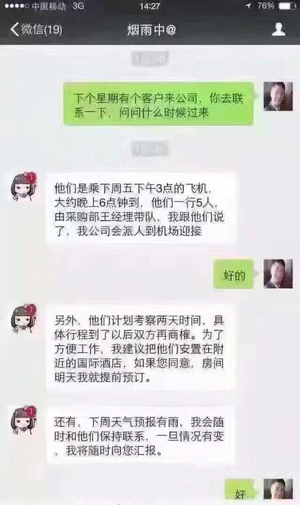 中国移动 3G
14:27
76%
微信(19)
烟雨中@
下个星期有个客户来公司，你去联
系一下，问问什么时候过来
他们是乘下周五下午3点的飞机，
大约晚上6点钟到，他们一行5人，
由采购部王经理带队，我跟他们说
了，我公司会派人到机场迎接
好的
另外，他们计划考察两天时间，具
体行程到了以后双方再商榷。为了
方便工作，我建议把他们安置在附
近的国际酒店，如果您同意，房间
明天我就提前预订。
还有，下周天气预报有雨，我会随
时和他们保持联系，一旦情况有变，
我将随时向您汇报。
好